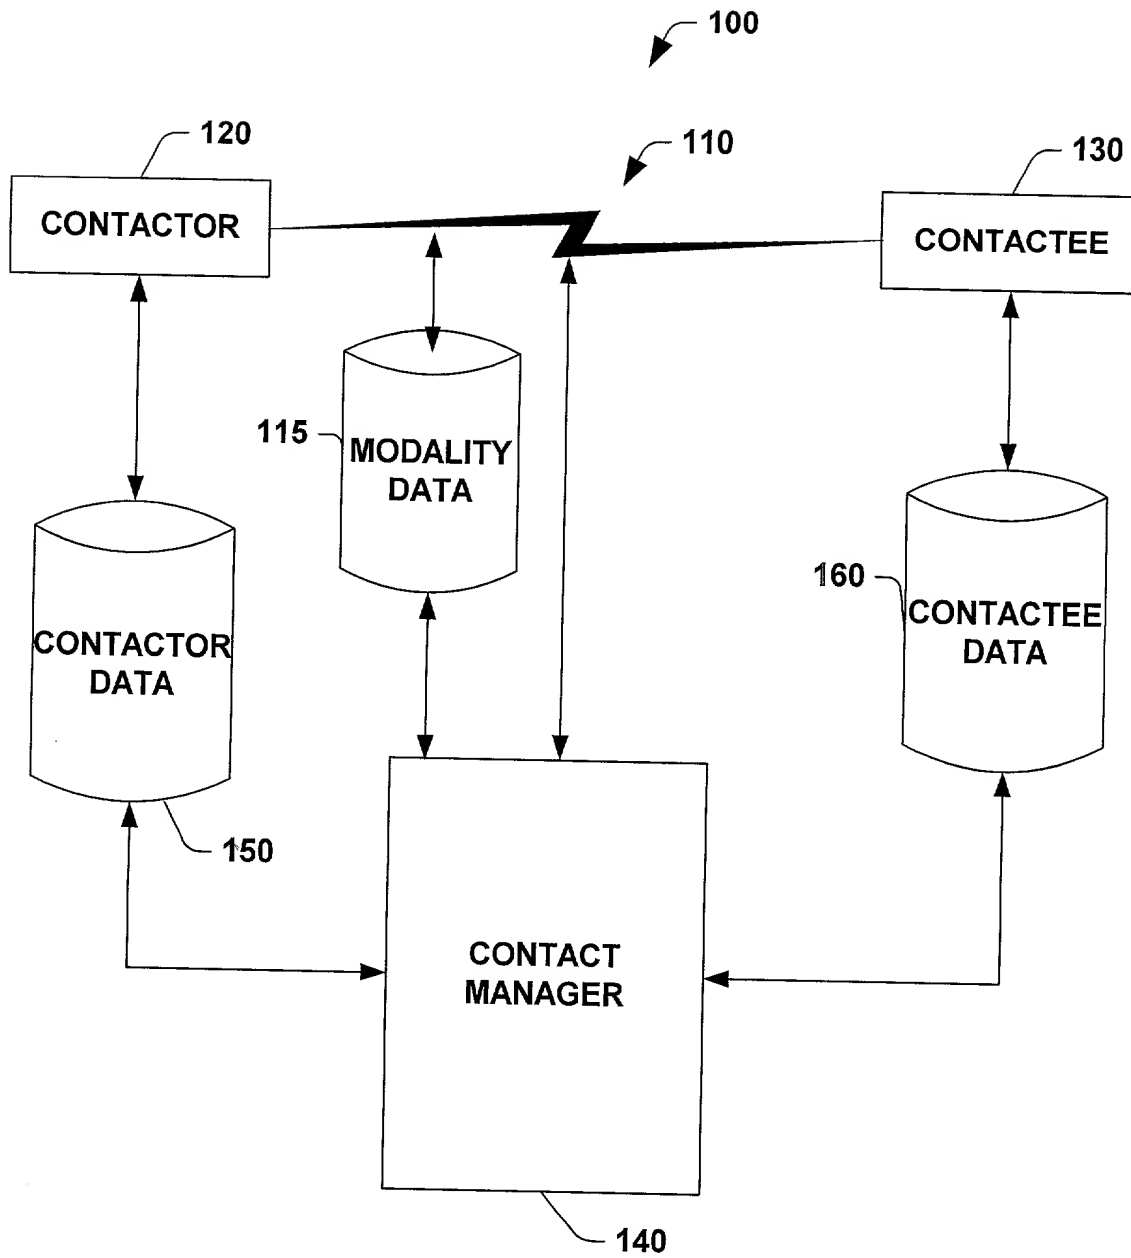 100
110
120
130
CONTACTOR
CONTACTEE
115
MODALITY
DATA
160
CONTACTEE
DATA
CONTACTOR
DATA
150
CONTACT
MANAGER
140